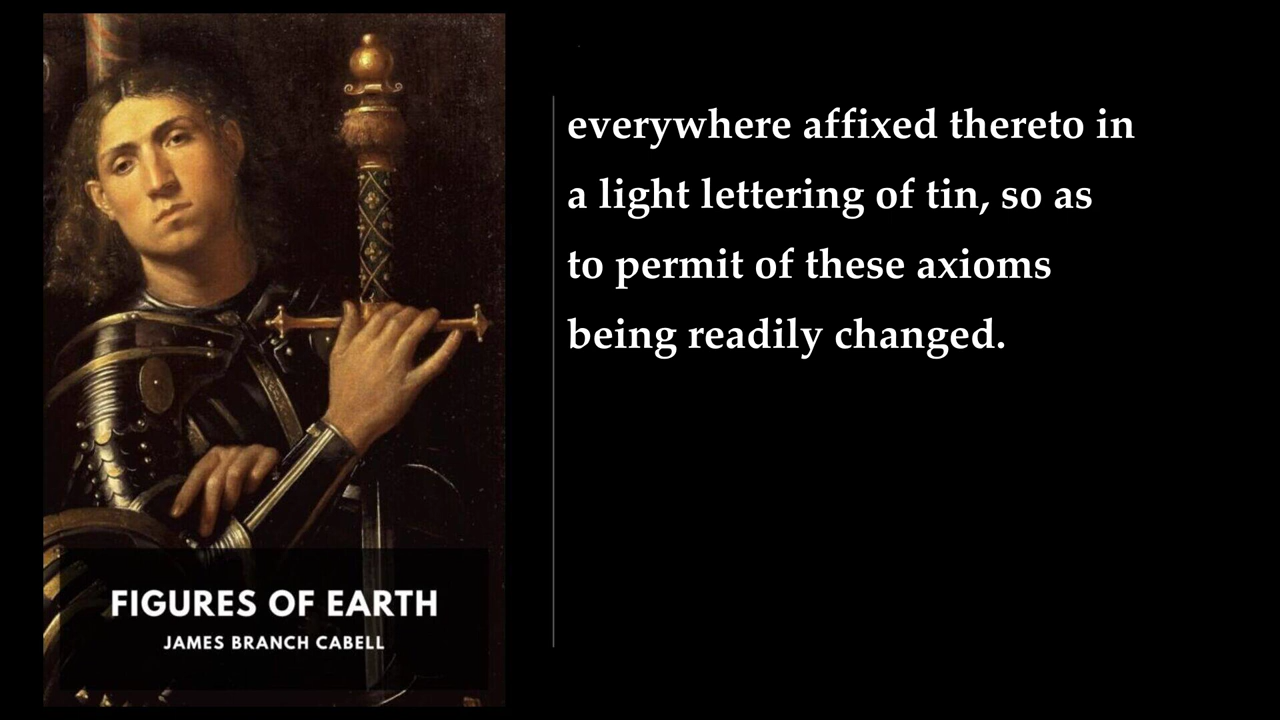 everywhere affixed thereto in
a light lettering of tin, so as
to permit of these axioms
being readily changed.
FIGURES OF EARTH
JAMES BRANCH CABELL